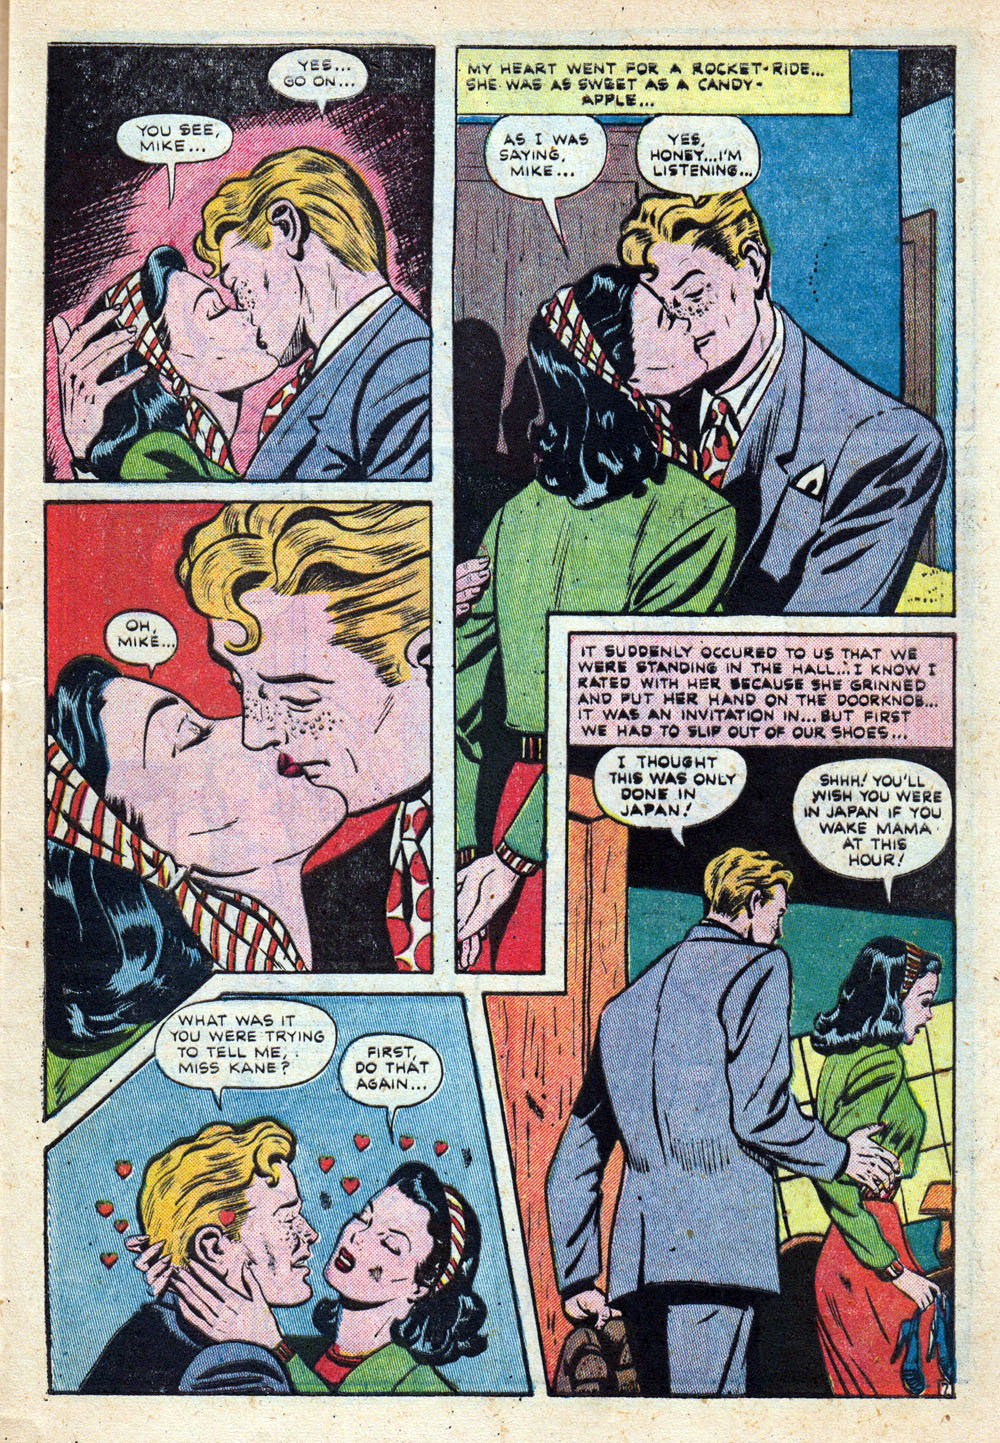 YES...
GO ON...
YOU SEE,
MIKE...
MY HEART WENT FOR A ROCKET-RIDE...
SHE WAS AS SWEET AS A CANDY-
APPLE...
AS I WAS
SAYING,
MIKE...
YES,
HONEY...I'M
LISTENING...
OH,
MIKE...
WHAT WAS IT
YOU WERE TRYING
TO TELL ME,
MISS KANE?
FIRST,
DO THAT
AGAIN...
IT SUDDENLY OCCURED TO US THAT WE
WERE STANDING IN THE HALL... I KNOW I
RATED WITH HER BECAUSE SHE GRINNED
AND PUT HER HAND ON THE DOORKNOB...
IT WAS AN INVITATION IN... BUT FIRST
WE HAD TO SLIP OUT OF OUR SHOES...
I THOUGHT
THIS WAS ONLY
DONE IN
JAPAN!
SHHH! YOU'LL
WISH YOU WERE
IN JAPAN IF YOU
WAKE MAMA
AT THIS
HOUR!
7